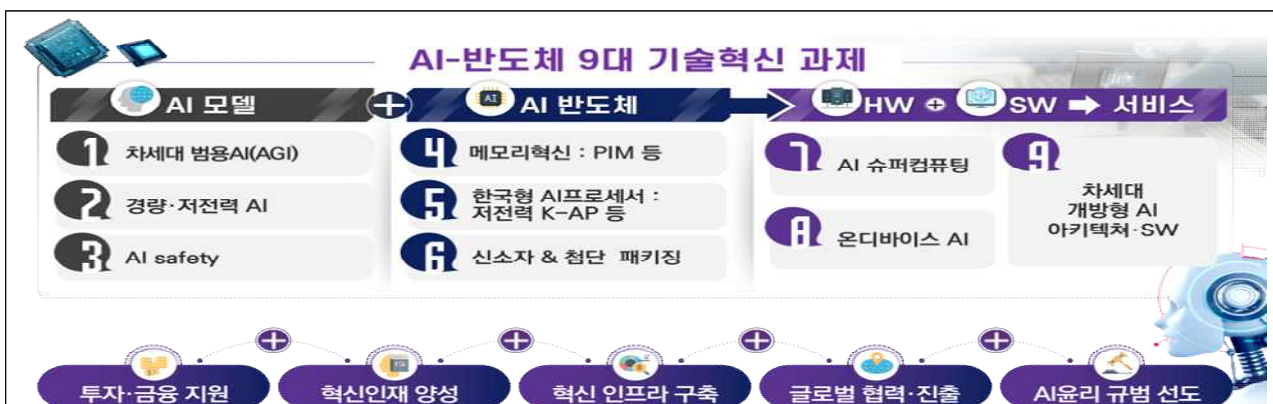 AI-반도체 9대 기술혁신 과제
AI 모델
1 차세대 범용AI(AGI)
2 경량·저전력 AI
3 AI safety
AI
AI 반도체
4 메모리혁신 : PIM 등
5 한국형 AI프로세서 :
저전력 K-AP 등
6 신소자 & 첨단 패키징
HW + SW ➡ 서비스
7 AI 슈퍼컴퓨팅
8 온디바이스 AI
9
차세대
개방형 AI
아키텍쳐·SW
투자·금융 지원
혁신인재 양성
혁신 인프라 구축
글로벌 협력·진출
AI윤리 규범 선도